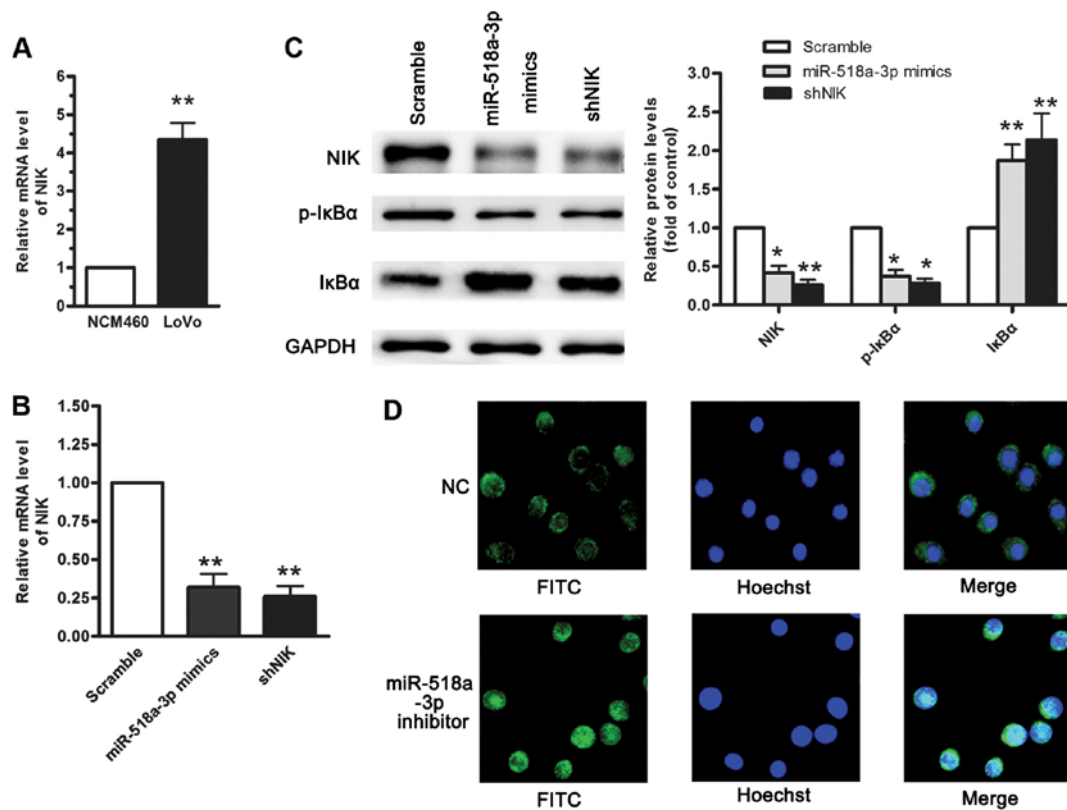 A
Relative mRNA level
of NIK
6
5
4
3
2
1
0
**
NCM460 LoVo
B
Relative mRNA level
of NIK
1.50
1.25
1.00
0.75
0.50
0.25
0.00
** **
Scramble
miR-518a-3p mimics
shNIK
C
Scramble
miR-518a-3p
mimics
shNIK
NIK
p-IκBα
IκBα
GAPDH
Scramble
miR-518a-3p mimics
shNIK
Relative protein levels
(fold of control)
2.5
2.0
1.5
1.0
0.5
0.0
* ** * * ** **
NIK
p-IκBα
IκBα
D
NC
FITC Hoechst Merge
miR-518a
-3p
inhibitor
FITC Hoechst Merge